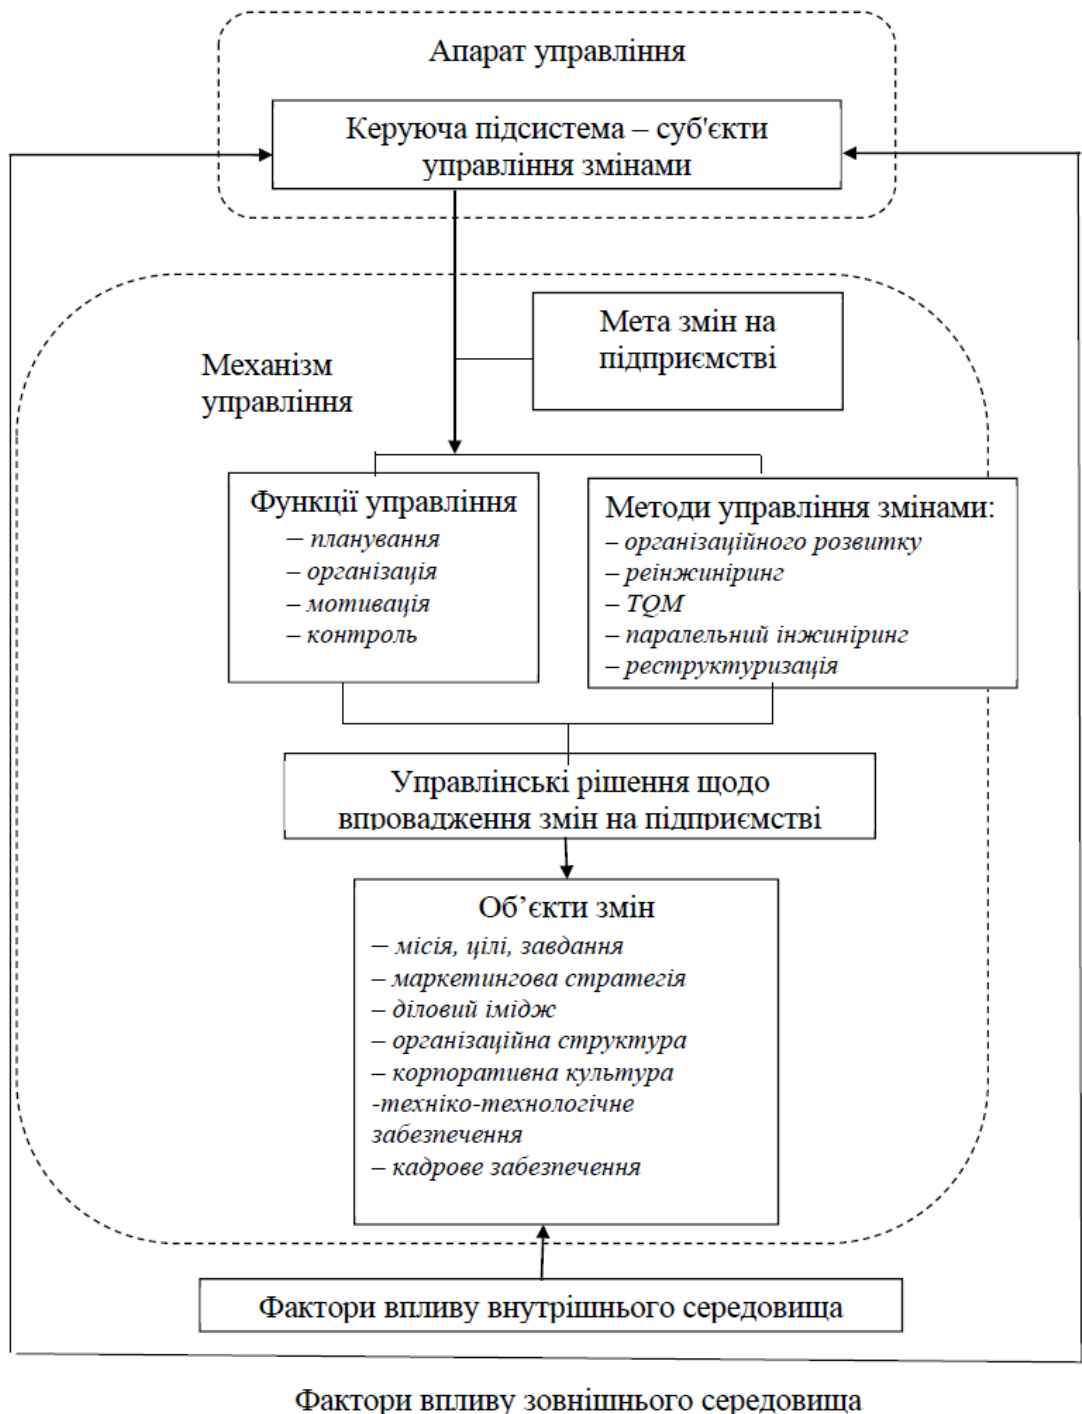 Апарат управління
Керуюча підсистема – суб'єкти
управління змінами
Мета змін на
підприємстві
Механізм
управління
Функції управління
– планування
– організація
– мотивація
– контроль
Методи управління змінами:
– організаційного розвитку
– реінжиніринг
– TQM
– паралельний інжиніринг
– реструктуризація
Управлінські рішення щодо
впровадження змін на підприємстві
Об’єкти змін
– місія, цілі, завдання
– маркетингова стратегія
– діловий імідж
– організаційна структура
– корпоративна культура
-техніко-технологічне
забезпечення
– кадрове забезпечення
Фактори впливу внутрішнього середовища
Фактори впливу зовнішнього середовища